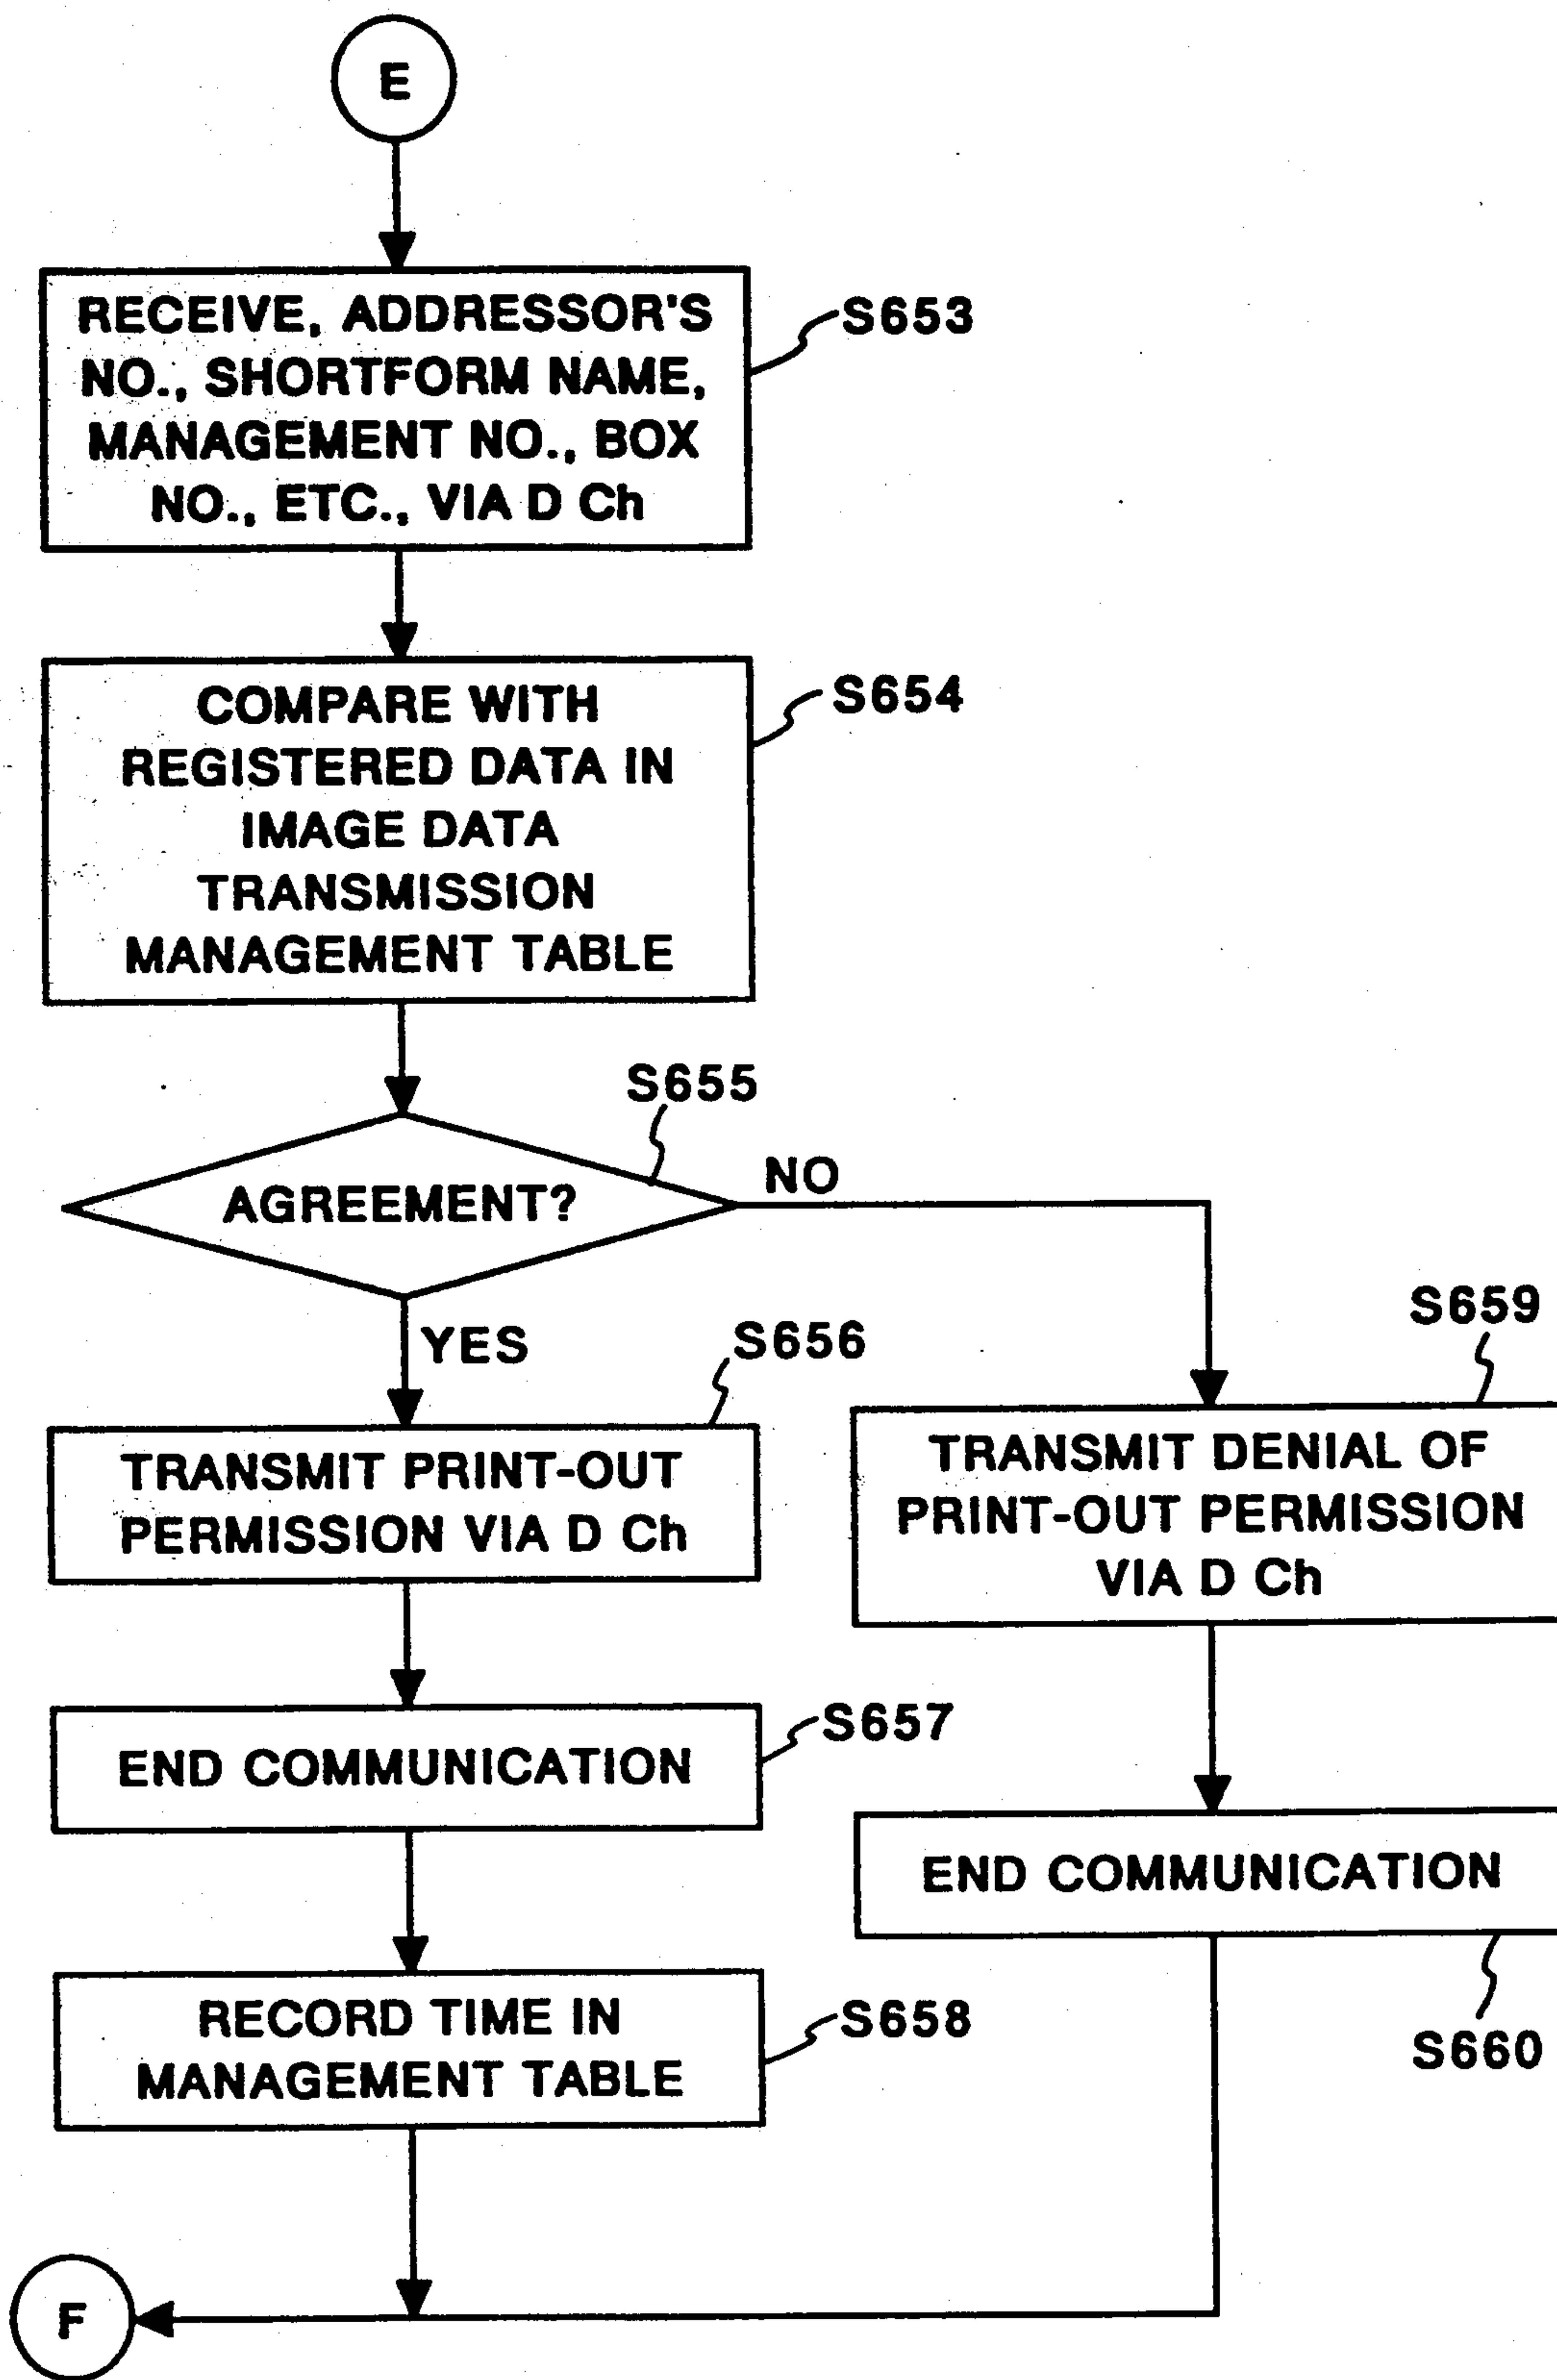 E
RECEIVE, ADDRESSOR'S
NO., SHORTFORM NAME,
MANAGEMENT NO., BOX
NO., ETC., VIA D Ch
S653
COMPARE WITH
REGISTERED DATA IN
IMAGE DATA
TRANSMISSION
MANAGEMENT TABLE
S654
S655
AGREEMENT?
NO
YES
S656
TRANSMIT PRINT-OUT
PERMISSION VIA D Ch
S659
TRANSMIT DENIAL OF
PRINT-OUT PERMISSION
VIA D Ch
END COMMUNICATION
S657
END COMMUNICATION
S660
RECORD TIME IN
MANAGEMENT TABLE
S658
F